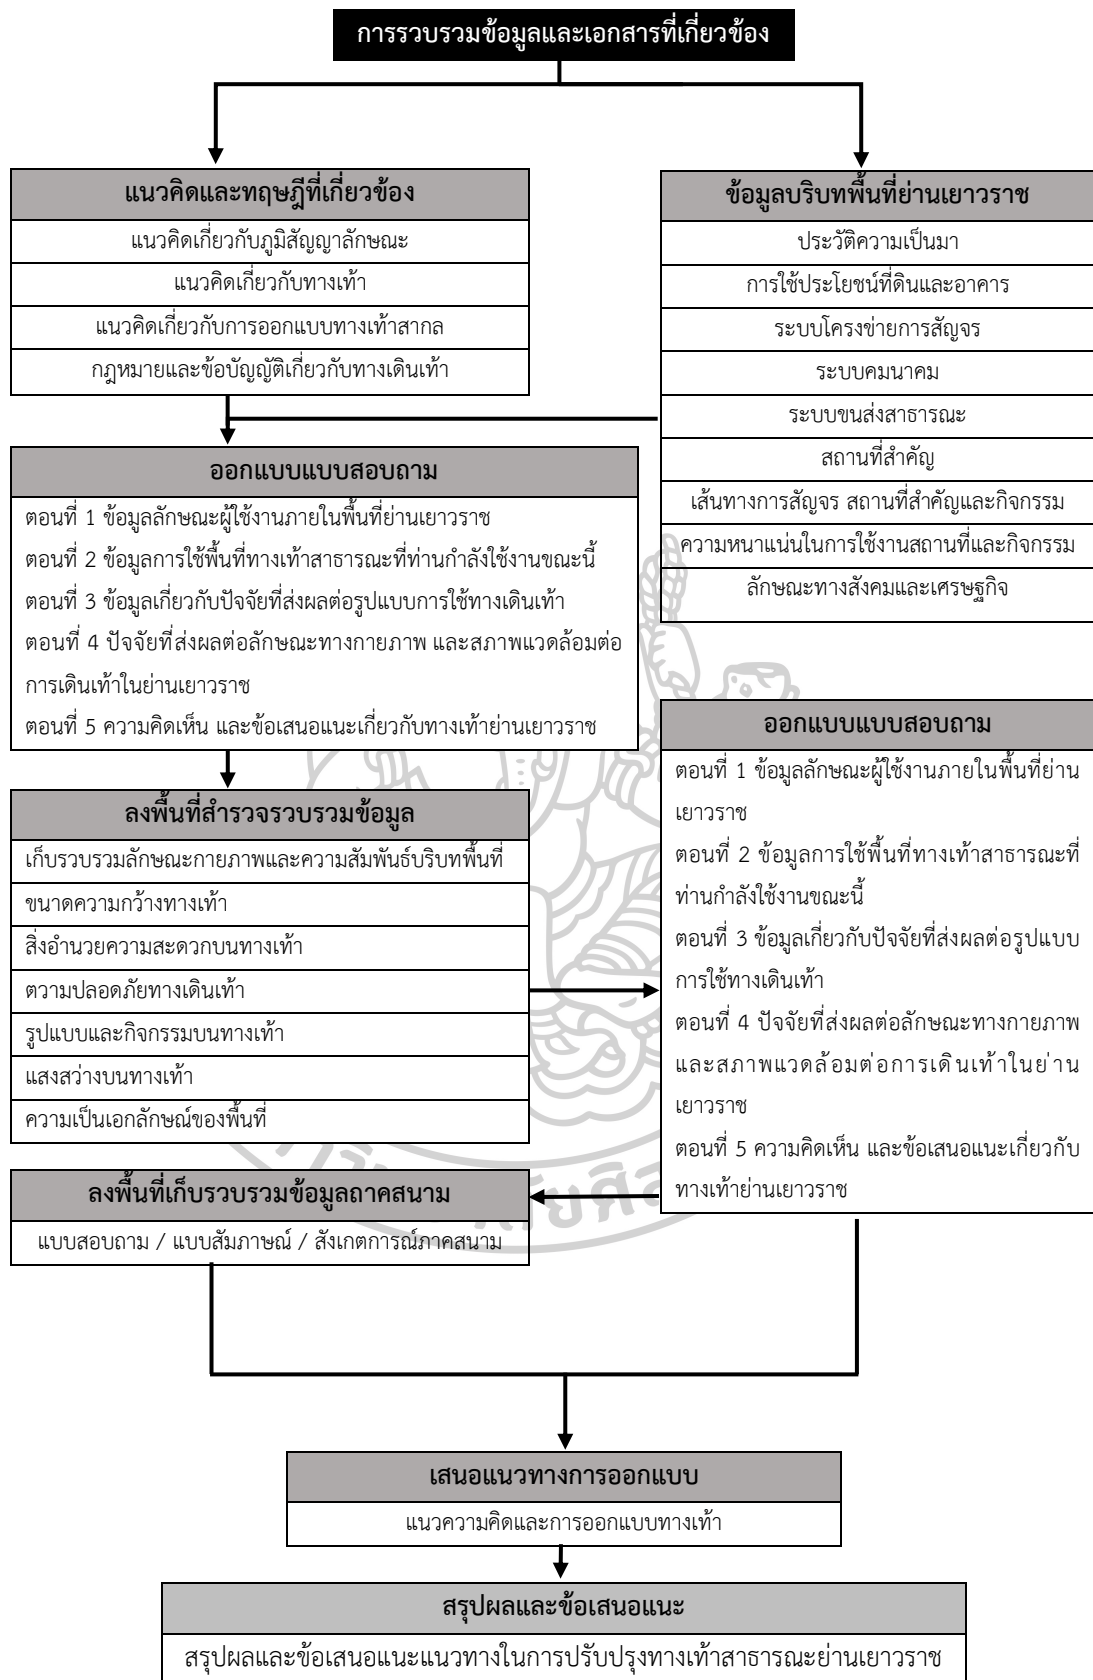 การรวบรวมข้อมูลและเอกสารที่เกี่ยวข้อง
แนวคิดและทฤษฎีที่เกี่ยวข้อง
แนวคิดเกี่ยวกับภูมิสัญญาลักษณะ
แนวคิดเกี่ยวกับทางเท้า
แนวคิดเกี่ยวกับการออกแบบทางเท้าสากล
กฎหมายและข้อบัญญัติเกี่ยวกับทางเดินเท้า
ข้อมูลบริบทพื้นที่ย่านเยาวราช
ประวัติความเป็นมา
การใช้ประโยชน์ที่ดินและอาคาร
ระบบโครงข่ายการสัญจร
ระบบคมนาคม
ระบบขนส่งสาธารณะ
สถานที่สำคัญ
เส้นทางการสัญจร สถานที่สำคัญและกิจกรรม
ความหนาแน่นในการใช้งานสถานที่และกิจกรรม
ลักษณะทางสังคมและเศรษฐกิจ
ออกแบบแบบสอบถาม
ตอนที่ 1 ข้อมูลลักษณะผู้ใช้งานภายในพื้นที่ย่านเยาวราช
ตอนที่ 2 ข้อมูลการใช้พื้นที่ทางเท้าสาธารณะที่ท่านกำลังใช้งานขณะนี้
ตอนที่ 3 ข้อมูลเกี่ยวกับปัจจัยที่ส่งผลต่อรูปแบบการใช้ทางเดินเท้า
ตอนที่ 4 ปัจจัยที่ส่งผลต่อลักษณะทางกายภาพ และสภาพแวดล้อมต่อ
การเดินเท้าในย่านเยาวราช
ตอนที่ 5 ความคิดเห็น และข้อเสนอแนะเกี่ยวกับทางเท้าย่านเยาวราช
ลงพื้นที่สำรวจรวบรวมข้อมูล
เก็บรวบรวมลักษณะกายภาพและความสัมพันธ์บริบทพื้นที่
ขนาดความกว้างทางเท้า
สิ่งอำนวยความสะดวกบนทางเท้า
ตวามปลอดภัยทางเดินเท้า
รูปแบบและกิจกรรมบนทางเท้า
แสงสว่างบนทางเท้า
ความเป็นเอกลักษณ์ของพื้นที่
ออกแบบแบบสอบถาม
ตอนที่ 1 ข้อมูลลักษณะผู้ใช้งานภายในพื้นที่ย่าน
เยาวราช
ตอนที่ 2 ข้อมูลการใช้พื้นที่ทางเท้าสาธารณะที่
ท่านกำลังใช้งานขณะนี้
ตอนที่ 3 ข้อมูลเกี่ยวกับปัจจัยที่ส่งผลต่อรูปแบบ
การใช้ทางเดินเท้า
ตอนที่ 4 ปัจจัยที่ส่งผลต่อลักษณะทางกายภาพ
และสภาพแวดล้อมต่อการเดินเท้าในย่าน
เยาวราช
ตอนที่ 5 ความคิดเห็น และข้อเสนอแนะเกี่ยวกับ
ทางเท้าย่านเยาวราช
ลงพื้นที่เก็บรวบรวมข้อมูลถาคสนาม
แบบสอบถาม / แบบสัมภาษณ์ / สังเกตการณ์ภาคสนาม
เสนอแนวทางการออกแบบ
แนวความคิดและการออกแบบทางเท้า
สรุปผลและข้อเสนอแนะ
สรุปผลและข้อเสนอแนะแนวทางในการปรับปรุงทางเท้าสาธารณะย่านเยาวราช